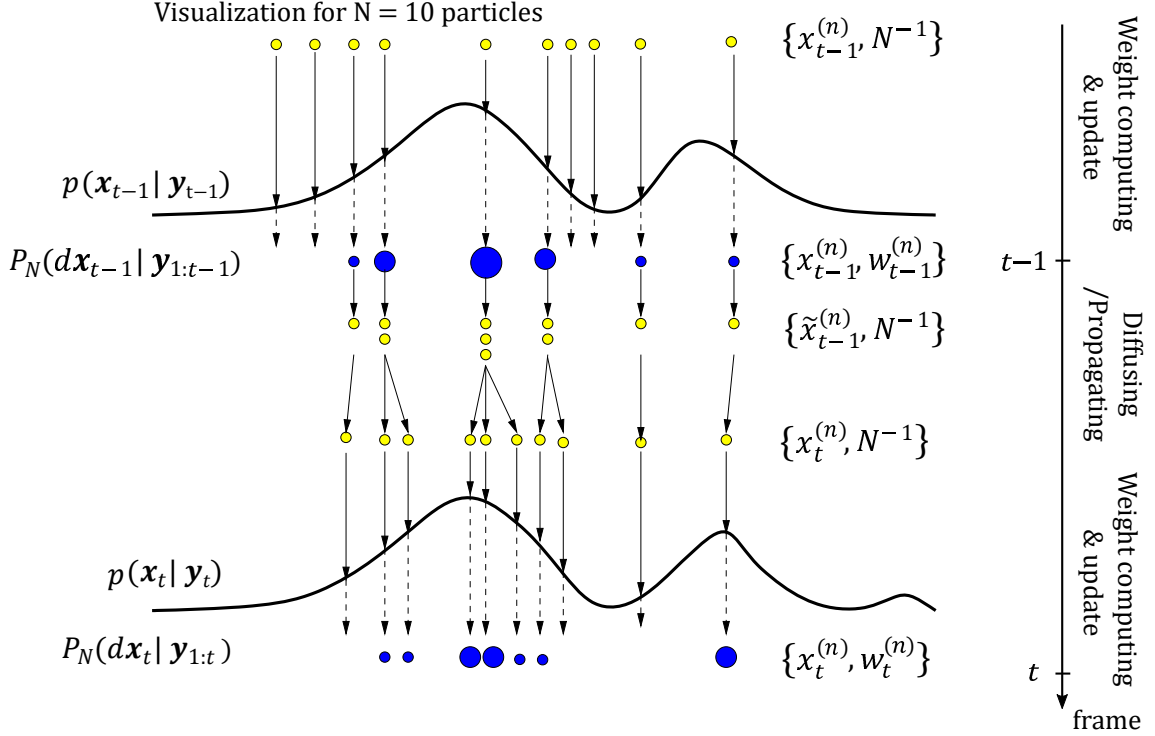 Visualization for N = 10 particles
{x_{t−1}^{(n)}, N^{−1}}
Weight computing
& update
p(x_{t−1}| y_{t−1})
P_N(dx_{t−1}| y_{1:t−1})
{x_{t−1}^{(n)}, w_{t−1}^{(n)}}
t−1
{x̃_{t−1}^{(n)}, N^{−1}}
Diffusing
/Propagating
{x_t^{(n)}, N^{−1}}
p(x_t| y_t)
Weight computing
& update
P_N(dx_t| y_{1:t})
{x_t^{(n)}, w_t^{(n)}}
t
frame